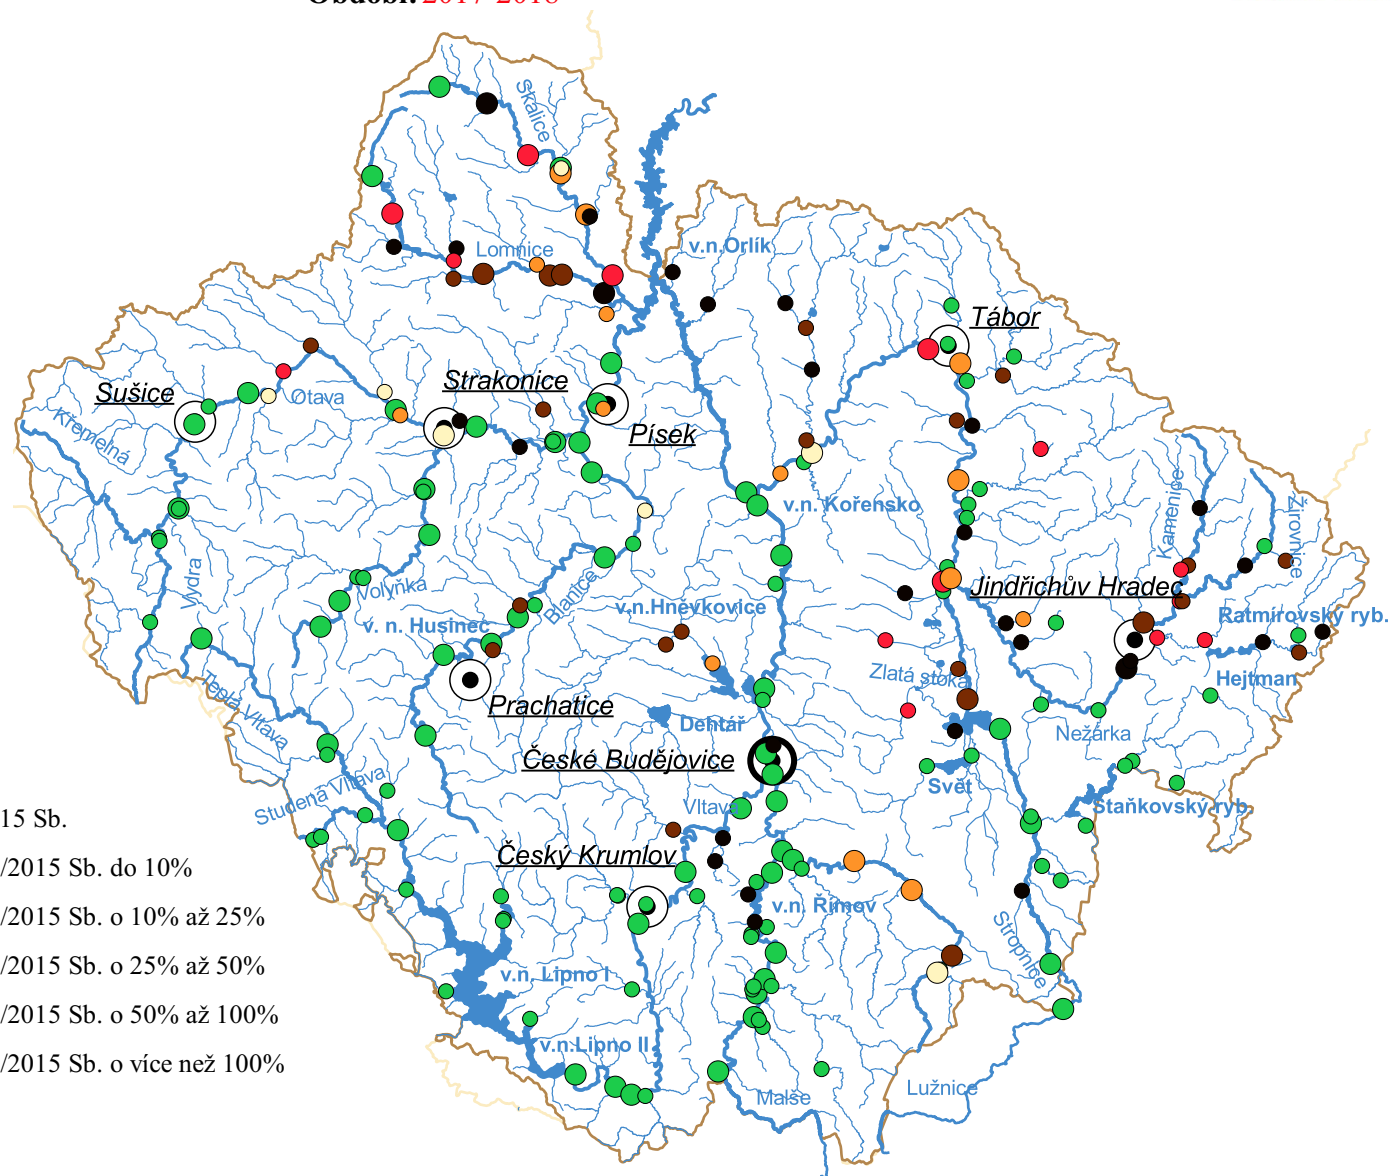 Období: 2017-2018
Skalice
Lomnice
v.n.Orlík
Tábor
Sušice
Strakonice
Otava
Křemelná
Písek
v.n. Kořensko
Kamenice
Žirovnice
Vydra
Volyňka
Blanice
v.n.Hněvkovice
Jindřichův Hradec
Ratmírovský ryb.
v. n. Husinec
Zlatá stoka
Hejtman
Teplá Vltava
Prachatice
Dehtář
Nežárka
České Budějovice
Svět
Studená Vltava
Vltava
Staňkovský ryb.
15 Sb.
/2015 Sb. do 10%
Český Krumlov
v.n. Římov
/2015 Sb. o 10% až 25%
Stropnice
/2015 Sb. o 25% až 50%
v.n. Lipno I
/2015 Sb. o 50% až 100%
v.n.Lipno II
/2015 Sb. o více než 100%
Malše
Lužnice